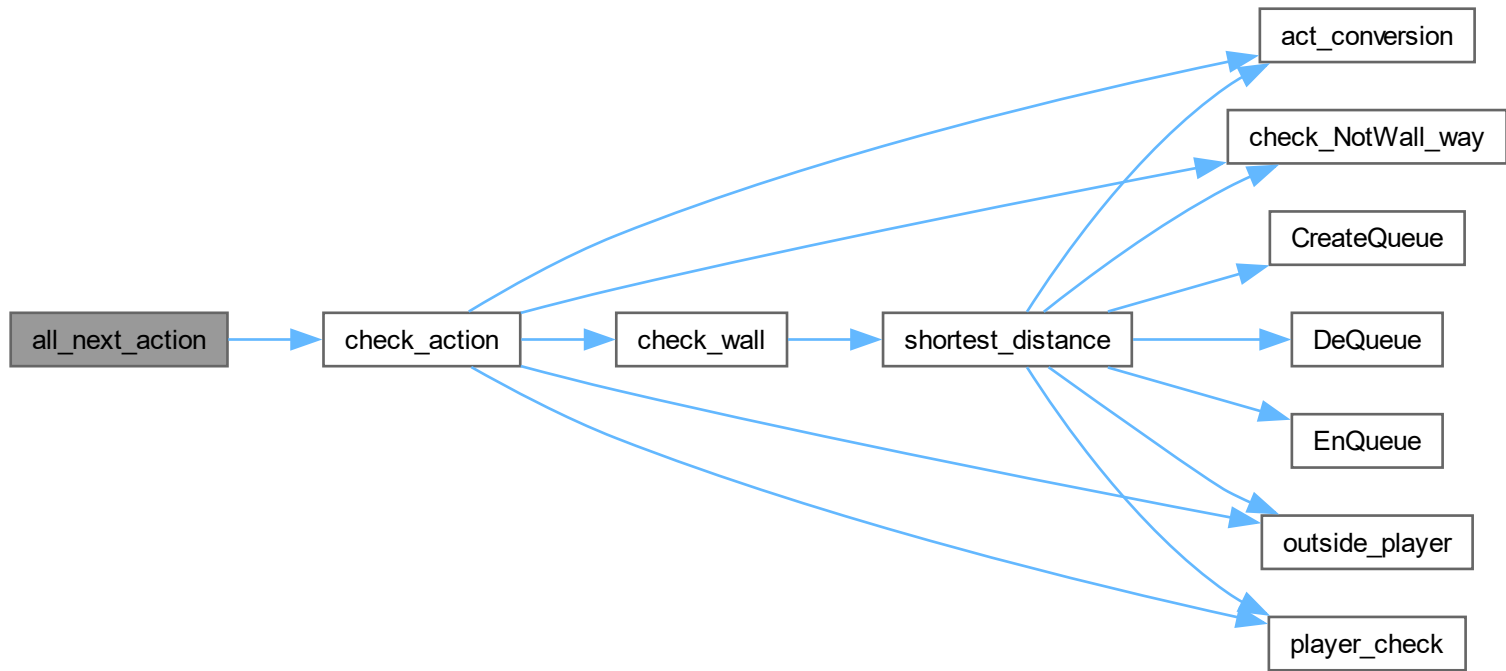 act_conversion
check_NotWall_way
CreateQueue
all_next_action
check_action
check_wall
shortest_distance
DeQueue
EnQueue
outside_player
player_check